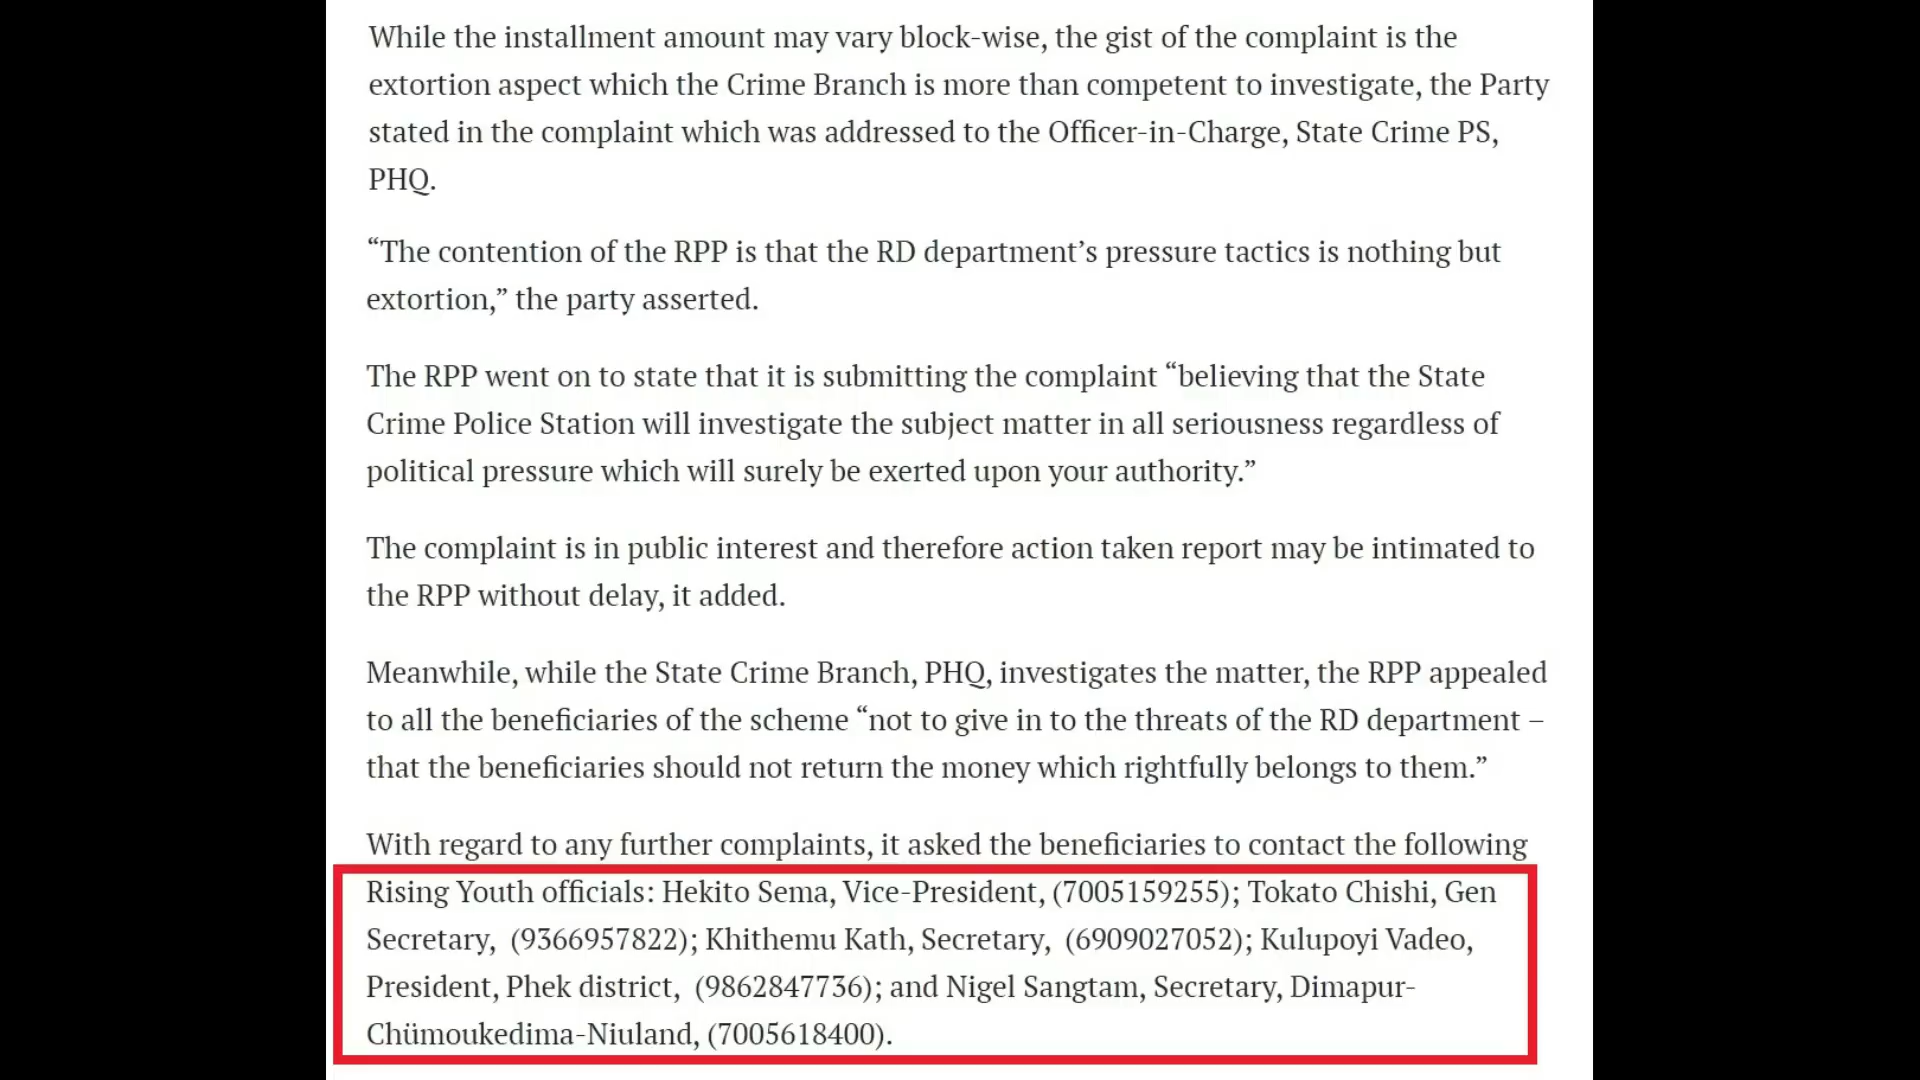 While the installment amount may vary block-wise, the gist of the complaint is the
extortion aspect which the Crime Branch is more than competent to investigate, the Party
stated in the complaint which was addressed to the Officer-in-Charge, State Crime PS,
PHQ.
“The contention of the RPP is that the RD department’s pressure tactics is nothing but
extortion,” the party asserted.
The RPP went on to state that it is submitting the complaint “believing that the State
Crime Police Station will investigate the subject matter in all seriousness regardless of
political pressure which will surely be exerted upon your authority.”
The complaint is in public interest and therefore action taken report may be intimated to
the RPP without delay, it added.
Meanwhile, while the State Crime Branch, PHQ, investigates the matter, the RPP appealed
to all the beneficiaries of the scheme “not to give in to the threats of the RD department –
that the beneficiaries should not return the money which rightfully belongs to them.”
With regard to any further complaints, it asked the beneficiaries to contact the following
Rising Youth officials: Hekito Sema, Vice-President, (7005159255); Tokato Chishi, Gen
Secretary, (9366957822); Khithemu Kath, Secretary, (6909027052); Kulupoyi Vadeo,
President, Phek district, (9862847736); and Nigel Sangtam, Secretary, Dimapur-
Chümoukedima-Niuland, (7005618400).